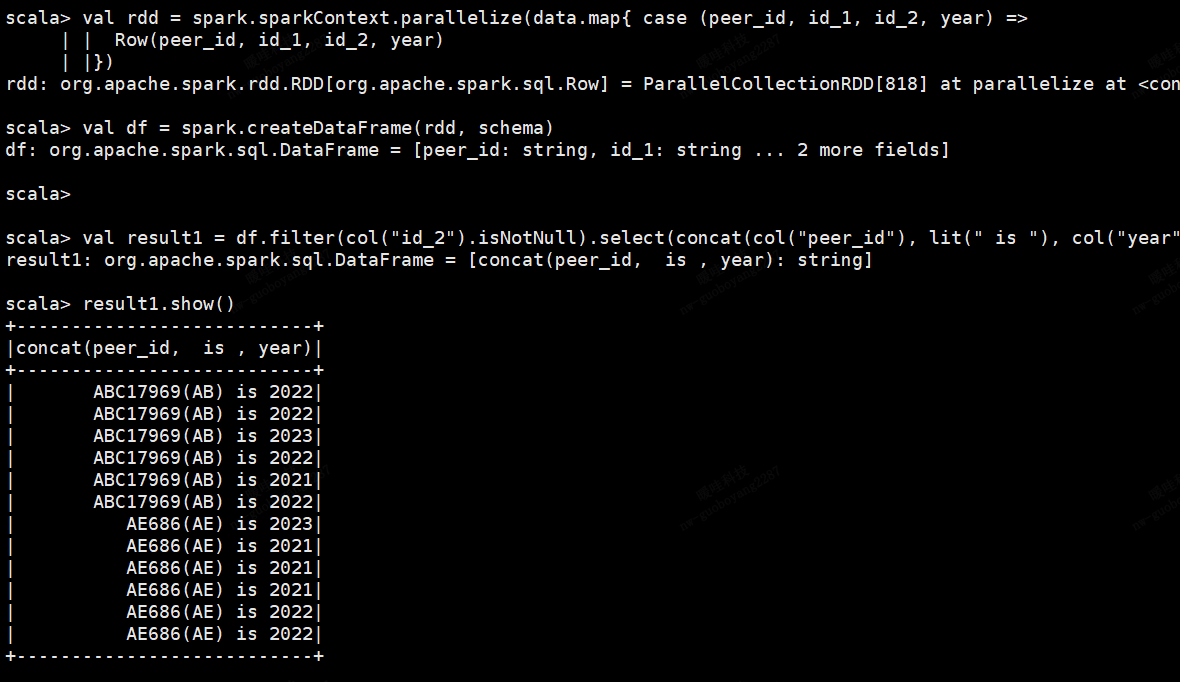 scala> val rdd = spark.sparkContext.parallelize(data.map{ case (peer_id, id_1, id_2, year) =>
     | |  Row(peer_id, id_1, id_2, year)
     | |})
rdd: org.apache.spark.rdd.RDD[org.apache.spark.sql.Row] = ParallelCollectionRDD[818] at parallelize at <con
scala> val df = spark.createDataFrame(rdd, schema)
df: org.apache.spark.sql.DataFrame = [peer_id: string, id_1: string ... 2 more fields]
scala>
scala> val result1 = df.filter(col("id_2").isNotNull).select(concat(col("peer_id"), lit(" is "), col("year"
result1: org.apache.spark.sql.DataFrame = [concat(peer_id,  is , year): string]
scala> result1.show()
+---------------------------+
|concat(peer_id,  is , year)|
+---------------------------+
|       ABC17969(AB) is 2022|
|       ABC17969(AB) is 2022|
|       ABC17969(AB) is 2023|
|       ABC17969(AB) is 2022|
|       ABC17969(AB) is 2021|
|       ABC17969(AB) is 2022|
|          AE686(AE) is 2023|
|          AE686(AE) is 2021|
|          AE686(AE) is 2021|
|          AE686(AE) is 2021|
|          AE686(AE) is 2022|
|          AE686(AE) is 2022|
+---------------------------+